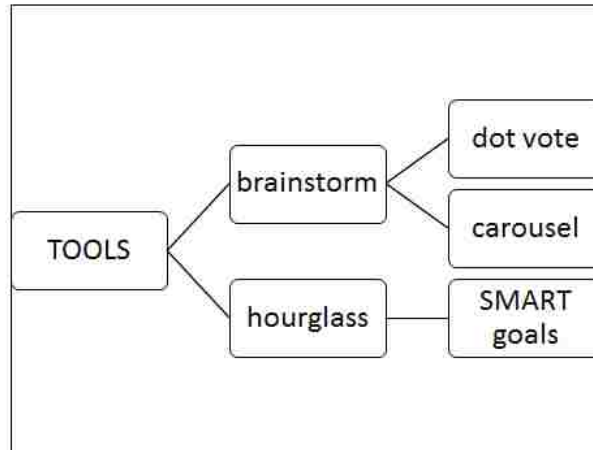 TOOLS
brainstorm
dot vote
carousel
hourglass
SMART
goals